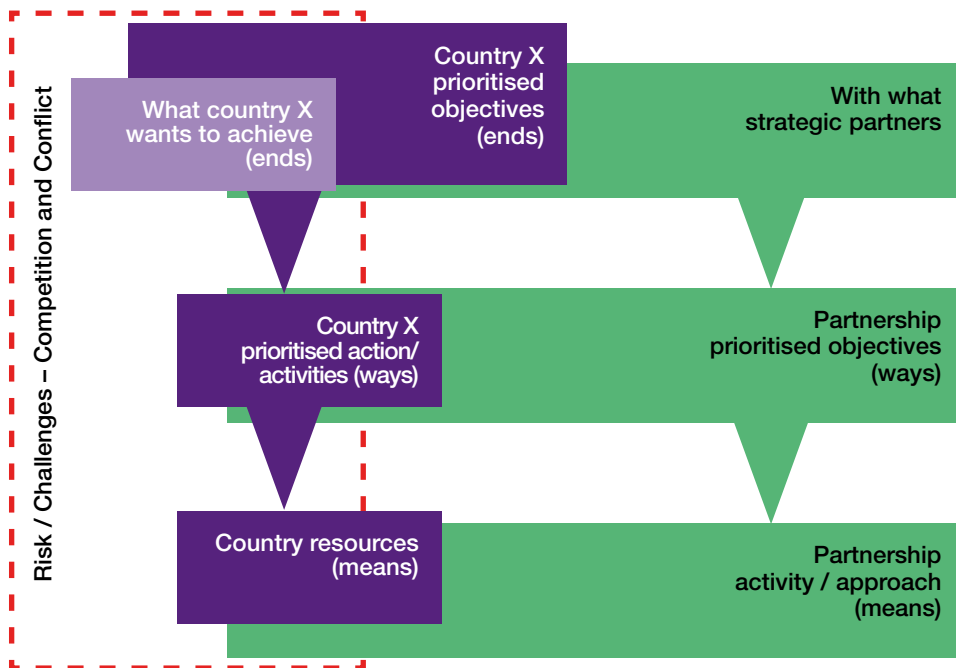 Risk / Challenges – Competition and Conflict
What country X
wants to achieve
(ends)
Country X
prioritised
objectives
(ends)
With what
strategic partners
Country X
prioritised action/
activities (ways)
Partnership
prioritised objectives
(ways)
Country resources
(means)
Partnership
activity / approach
(means)